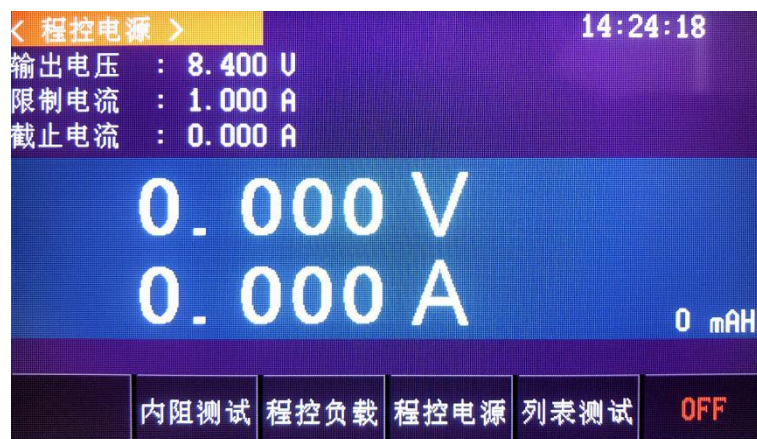 < 程控电源 > 14:24:18
输出电压 : 8.400 V
限制电流 : 1.000 A
截止电流 : 0.000 A
0.000 V
0.000 A
0 mAH
内阻测试 程控负载 程控电源 列表测试 OFF